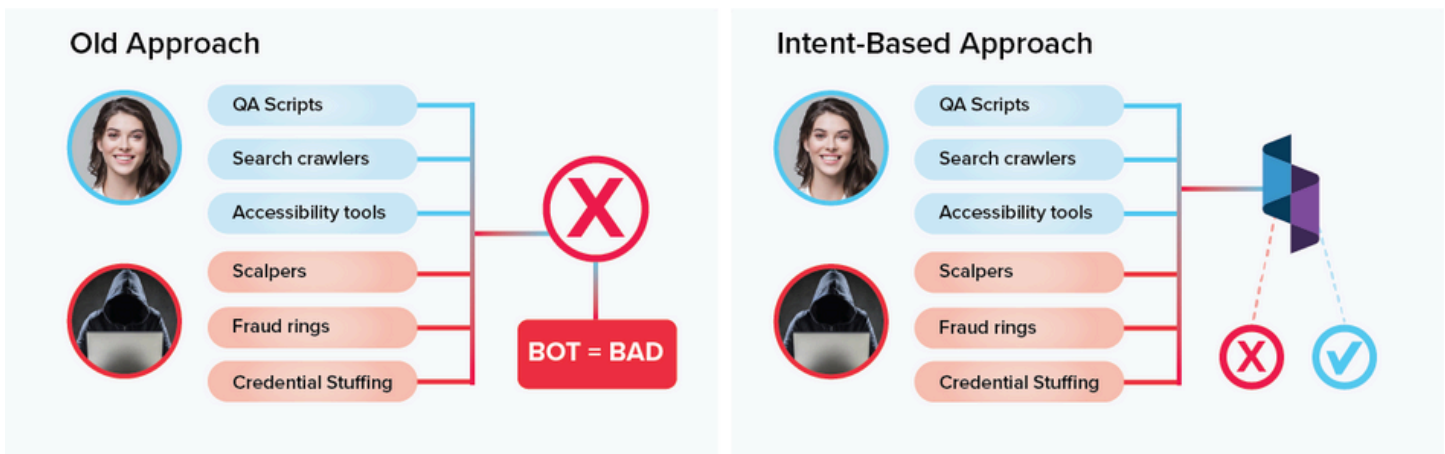 Old Approach
QA Scripts
Search crawlers
Accessibility tools
Scalpers
Fraud rings
Credential Stuffing
X
BOT = BAD
Intent-Based Approach
QA Scripts
Search crawlers
Accessibility tools
Scalpers
Fraud rings
Credential Stuffing
X